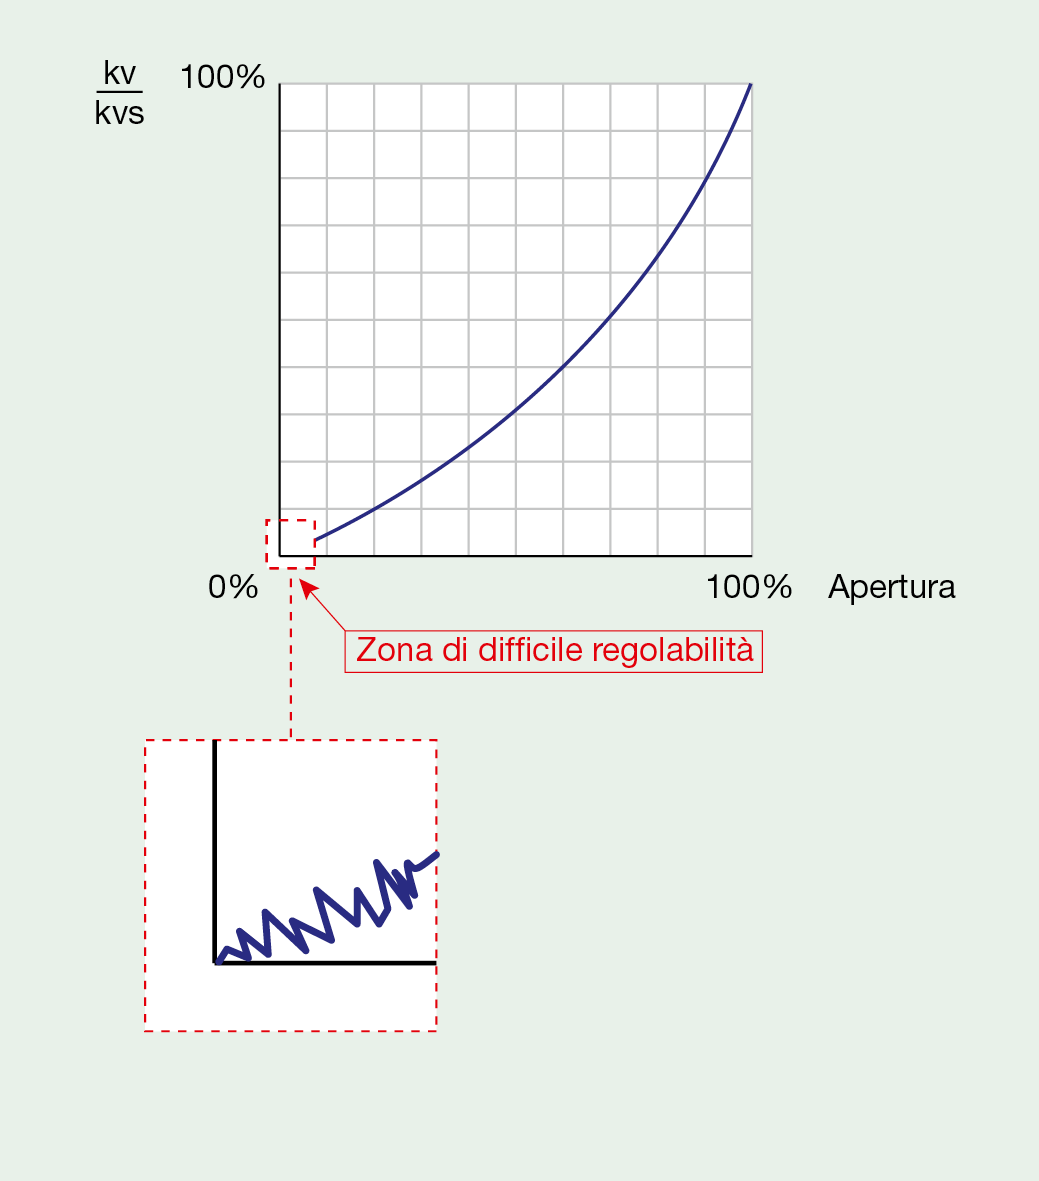 kv
kvs
100%
0%
100%
Apertura
Zona di difficile regolabilità